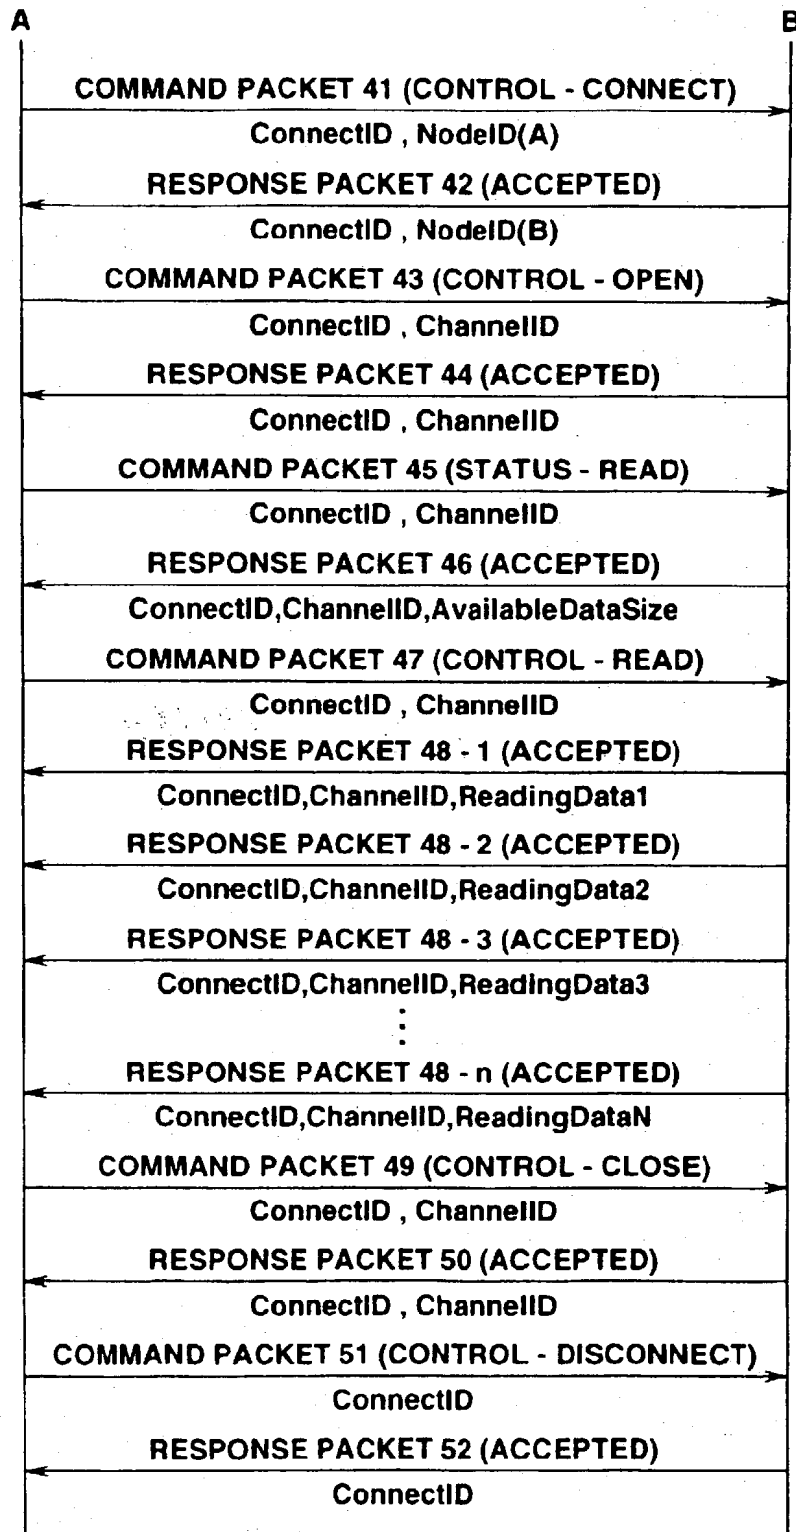 A B
COMMAND PACKET 41 (CONTROL - CONNECT)
ConnectID , NodeID(A)
RESPONSE PACKET 42 (ACCEPTED)
ConnectID , NodeID(B)
COMMAND PACKET 43 (CONTROL - OPEN)
ConnectID , ChannelID
RESPONSE PACKET 44 (ACCEPTED)
ConnectID , ChannelID
COMMAND PACKET 45 (STATUS - READ)
ConnectID , ChannelID
RESPONSE PACKET 46 (ACCEPTED)
ConnectID,ChannelID,AvailableDataSize
COMMAND PACKET 47 (CONTROL - READ)
ConnectID , ChannelID
RESPONSE PACKET 48 - 1 (ACCEPTED)
ConnectID,ChannelID,ReadingData1
RESPONSE PACKET 48 - 2 (ACCEPTED)
ConnectID,ChannelID,ReadingData2
RESPONSE PACKET 48 - 3 (ACCEPTED)
ConnectID,ChannelID,ReadingData3
RESPONSE PACKET 48 - n (ACCEPTED)
ConnectID,ChannelID,ReadingDataN
COMMAND PACKET 49 (CONTROL - CLOSE)
ConnectID , ChannelID
RESPONSE PACKET 50 (ACCEPTED)
ConnectID , ChannelID
COMMAND PACKET 51 (CONTROL - DISCONNECT)
ConnectID
RESPONSE PACKET 52 (ACCEPTED)
ConnectID